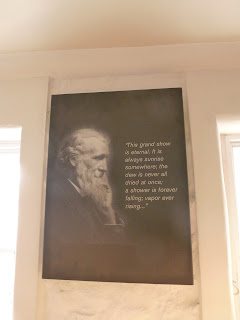 "This grand show
is eternal. It is
always sunrise
somewhere; the
dew is never all
dried at once;
a shower is forever
falling; vapor ever
rising..."